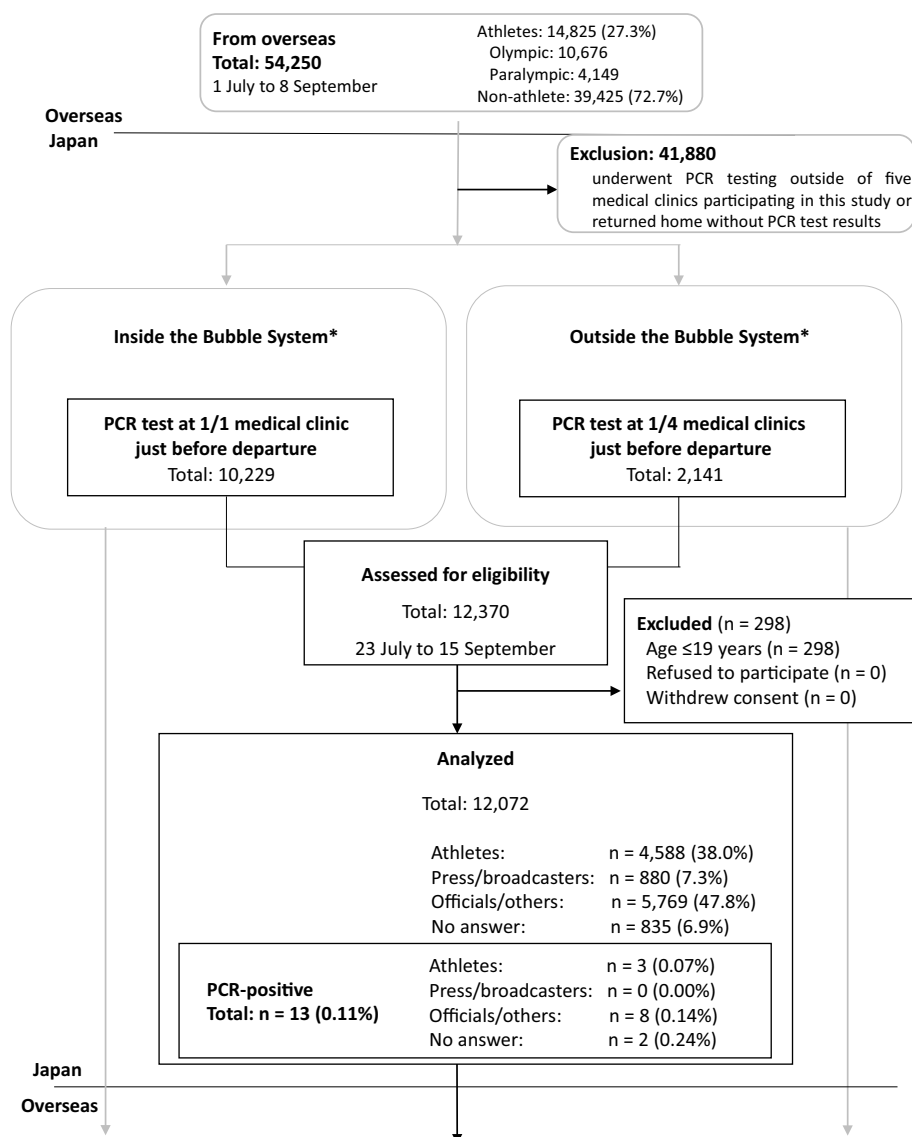 From overseas
Total: 54,250
1 July to 8 September
Athletes: 14,825 (27.3%)
Olympic: 10,676
Paralympic: 4,149
Non-athlete: 39,425 (72.7%)
Overseas
Japan
Exclusion: 41,880
underwent PCR testing outside of five
medical clinics participating in this study or
returned home without PCR test results
Inside the Bubble System*
PCR test at 1/1 medical clinic
just before departure
Total: 10,229
Outside the Bubble System*
PCR test at 1/4 medical clinics
just before departure
Total: 2,141
Assessed for eligibility
Total: 12,370
23 July to 15 September
Excluded (n = 298)
Age ≤19 years (n = 298)
Refused to participate (n = 0)
Withdrew consent (n = 0)
Analyzed
Total: 12,072
Athletes: n = 4,588 (38.0%)
Press/broadcasters: n = 880 (7.3%)
Officials/others: n = 5,769 (47.8%)
No answer: n = 835 (6.9%)
PCR-positive
Total: n = 13 (0.11%)
Athletes: n = 3 (0.07%)
Press/broadcasters: n = 0 (0.00%)
Officials/others: n = 8 (0.14%)
No answer: n = 2 (0.24%)
Japan
Overseas